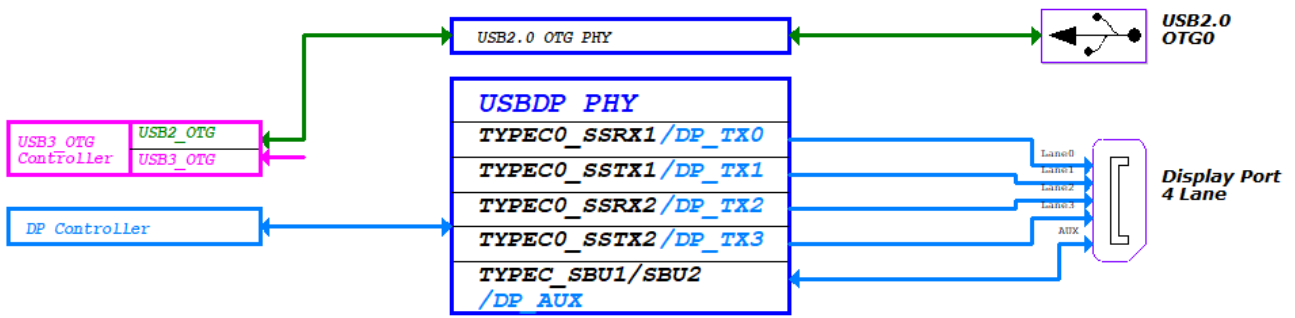 USB2.0 OTG PHY
USB2.0
OTG0
USBDP PHY
USB3_OTG
Controller
USB2_OTG
USB3_OTG
TYPEC0_SSRX1/DP_TX0
TYPEC0_SSTX1/DP_TX1
TYPEC0_SSRX2/DP_TX2
TYPEC0_SSTX2/DP_TX3
TYPEC_SBU1/SBU2
/DP_AUX
DP Controller
Lane0
Lane1
Lane2
Lane3
AUX
Display Port
4 Lane